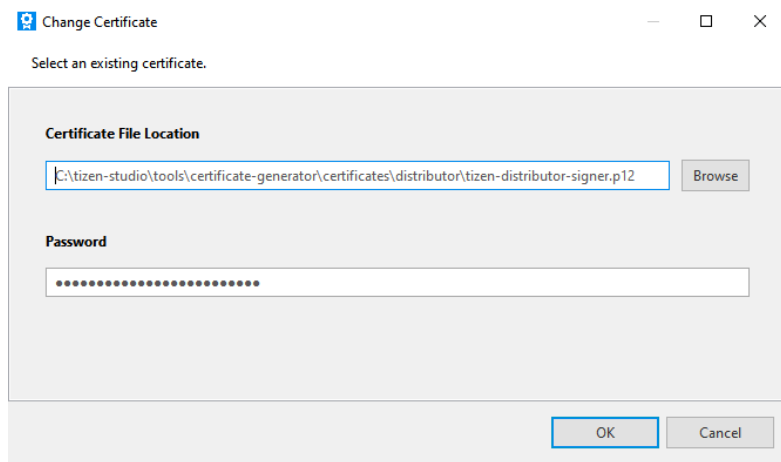 Change Certificate
Select an existing certificate.
Certificate File Location
C:\tizen-studio\tools\certificate-generator\certificates\distributor\tizen-distributor-signer.p12
Browse
Password
●●●●●●●●●●●●●●●●●●●●●●●●●●
OK
Cancel